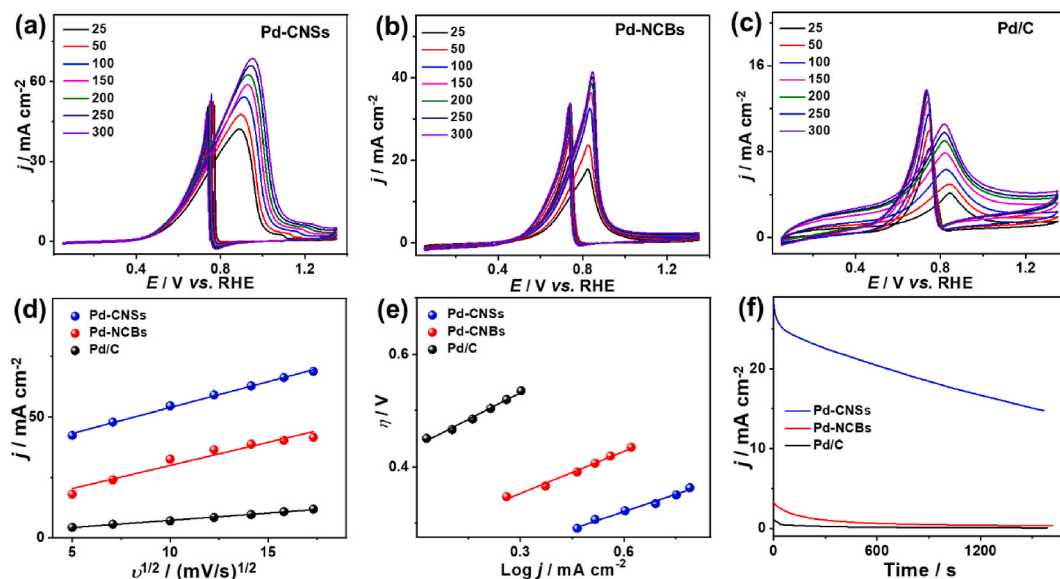 (a)
Pd-CNSs
25
50
100
150
200
250
300
90
60
30
0
j / mA cm-2
0.4 0.8 1.2
E / V vs. RHE
(b)
Pd-NCBs
25
50
100
150
200
250
300
40
20
0
j / mA cm-2
0.4 0.8 1.2
E / V vs. RHE
(c)
Pd/C
25
50
100
150
200
250
300
16
12
8
4
0
j / mA cm-2
0.4 0.8 1.2
E / V vs. RHE
(d)
Pd-CNSs
Pd-NCBs
Pd/C
50
0
j / mA cm-2
5 10 15
υ1/2 / (mV/s)1/2
(e)
Pd-CNSs
Pd-CNBs
Pd/C
0.6
0.4
η / V
0.3 0.6
Log j / mA cm-2
(f)
Pd-CNSs
Pd-NCBs
Pd/C
20
0
j / mA cm-2
0 600 1200
Time / s